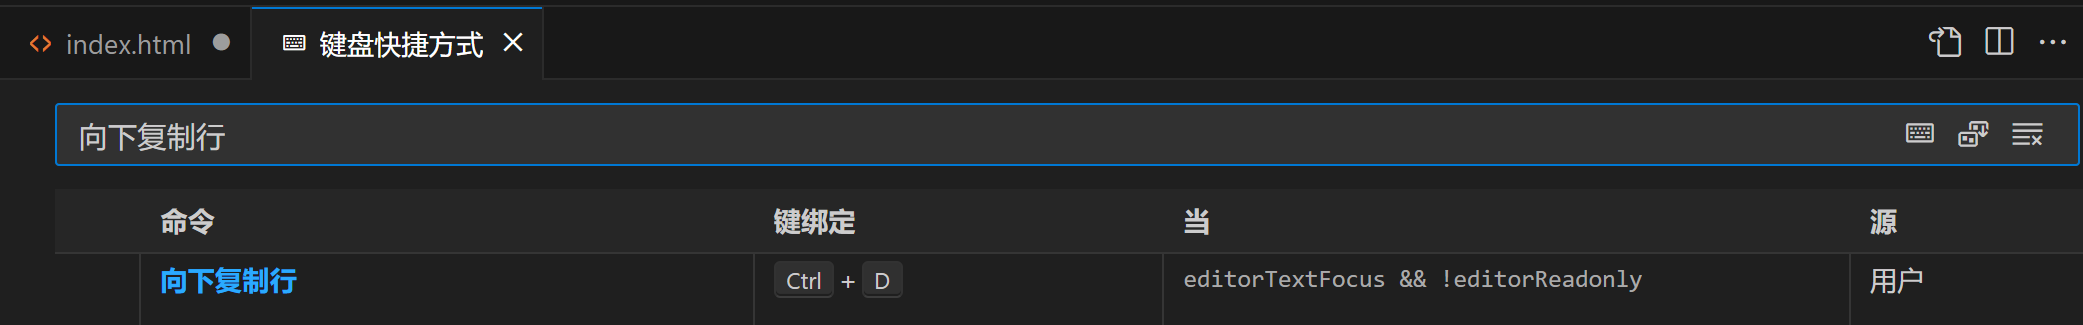 index.html 键盘快捷方式
向下复制行
命令 键绑定 当 源
向下复制行 Ctrl + D editorTextFocus && !editorReadonly 用户